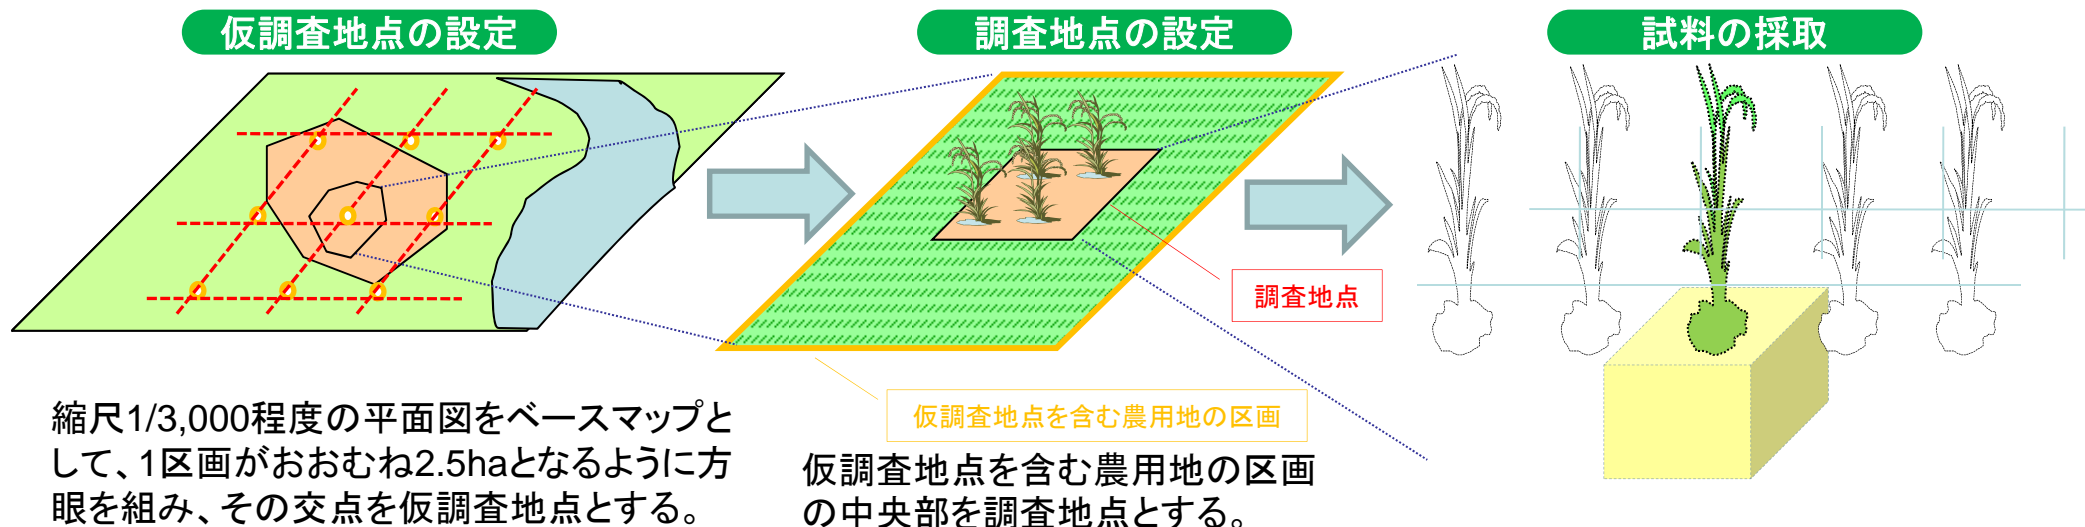 仮調査地点の設定
縮尺1/3,000程度の平面図をベースマップと
して、1区画がおおむね2.5haとなるように方
眼を組み、その交点を仮調査地点とする。
調査地点の設定
調査地点
仮調査地点を含む農用地の区画
仮調査地点を含む農用地の区画
の中央部を調査地点とする。
試料の採取